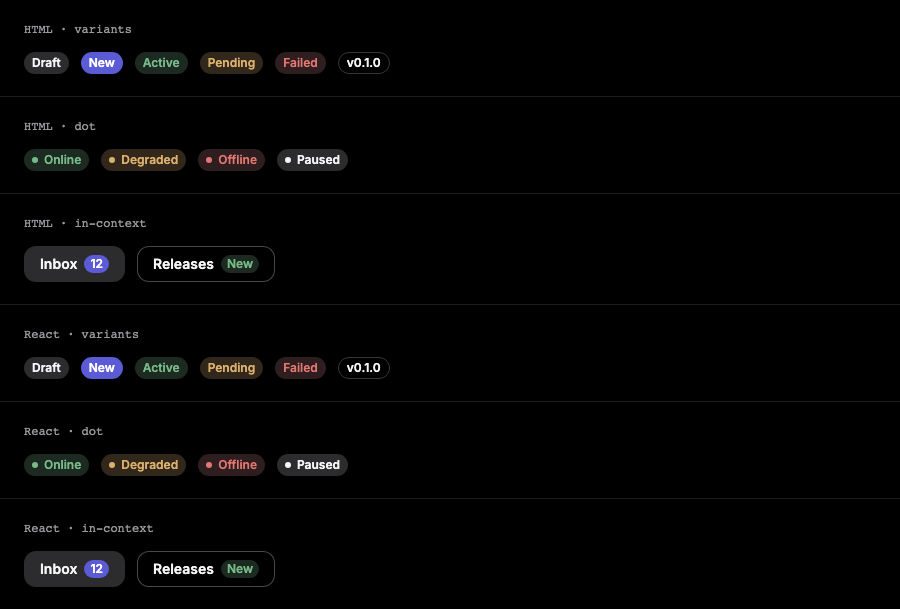 HTML · variants
Draft New Active Pending Failed v0.1.0
HTML · dot
Online Degraded Offline Paused
HTML · in-context
Inbox 12 Releases New
React · variants
Draft New Active Pending Failed v0.1.0
React · dot
Online Degraded Offline Paused
React · in-context
Inbox 12 Releases New